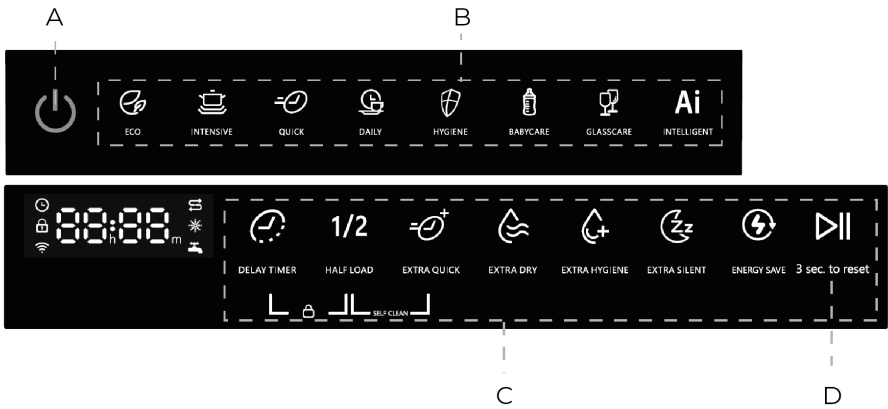 A B
ECO INTENSIVE QUICK DAILY HYGIENE BABYCARE GLASSCARE Ai INTELLIGENT
88:88 h m
1/2
DELAY TIMER HALF LOAD EXTRA QUICK EXTRA DRY EXTRA HYGIENE EXTRA SILENT ENERGY SAVE 3 sec. to reset
SELF CLEAN
C D